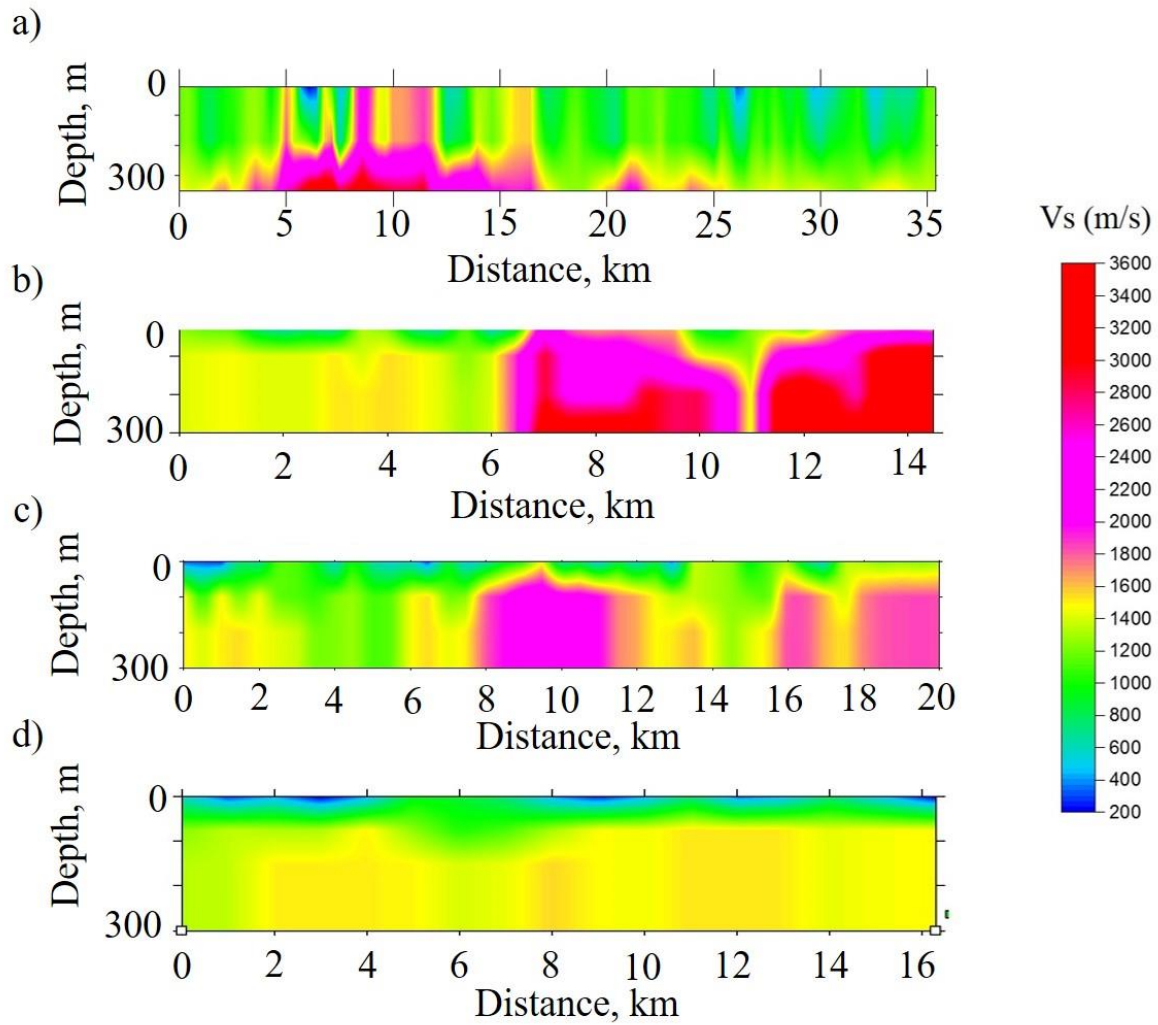 a)
Depth, m
0
300
0 5 10 15 20 25 30 35
Distance, km
b)
Depth, m
0
300
0 2 4 6 8 10 12 14
Distance, km
c)
Depth, m
0
300
0 2 4 6 8 10 12 14 16 18 20
Distance, km
d)
Depth, m
0
300
0 2 4 6 8 10 12 14 16
Distance, km
Vs (m/s)
3600
3400
3200
3000
2800
2600
2400
2200
2000
1800
1600
1400
1200
1000
800
600
400
200